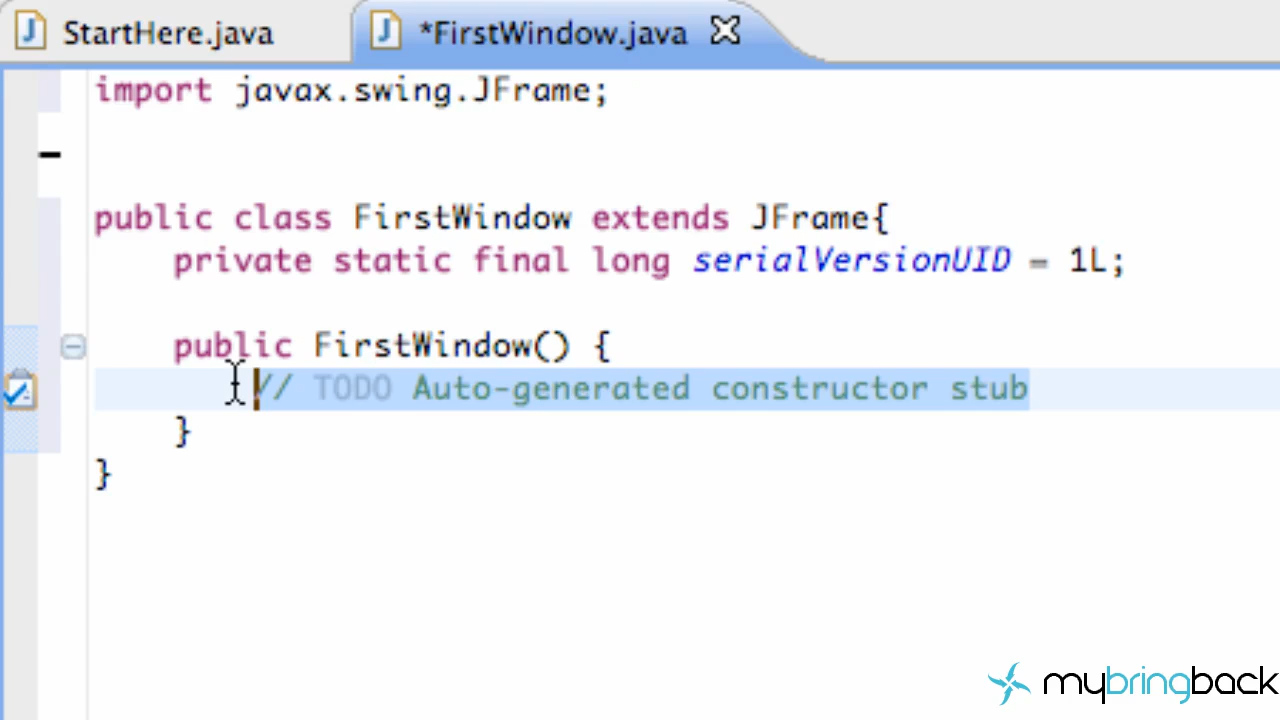 StartHere.java
*FirstWindow.java
import javax.swing.JFrame;
public class FirstWindow extends JFrame{
private static final long serialVersionUID = 1L;
public FirstWindow() {
// TODO Auto-generated constructor stub
}
}
mybringback